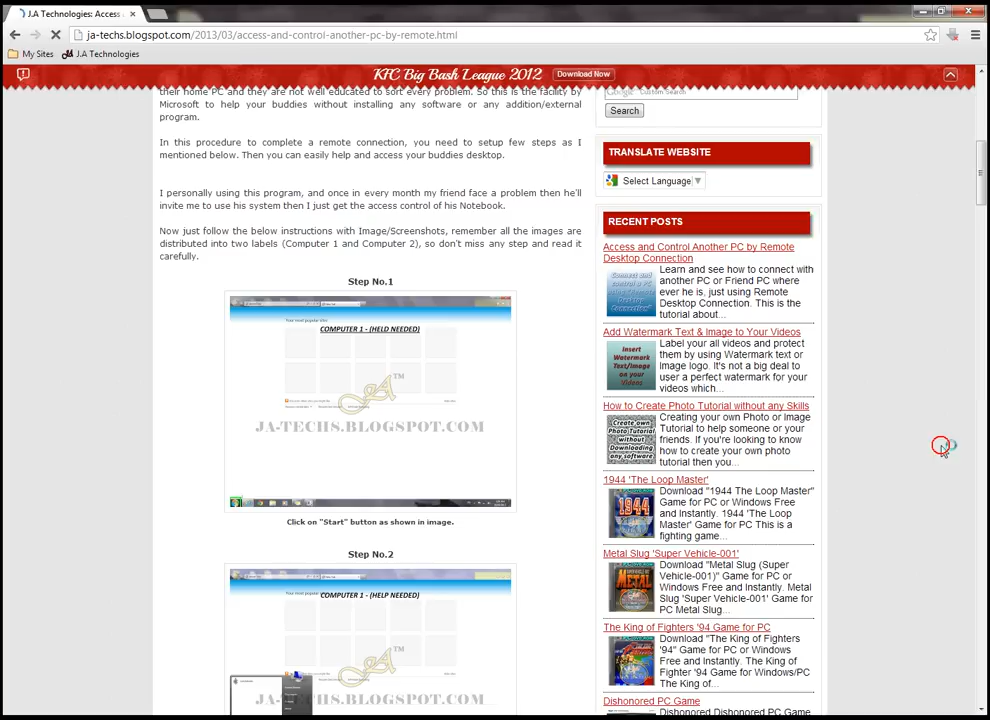 J.A Technologies: Access
ja-techs.blogspot.com/2013/03/access-and-control-another-pc-by-remote.html
My Sites
J.A Technologies
KFC Big Bash League 2012
Download Now
their home PC and they are not well educated to sort every problem. So this is the facility by
Microsoft to help your buddies without installing any software or any addition/external
program.
In this procedure to complete a remote connection, you need to setup few steps as I
mentioned below. Then you can easily help and access your buddies desktop.
I personally using this program, and once in every month my friend face a problem then he'll
invite me to use his system then I just get the access control of his Notebook.
Now just follow the below instructions with Image/Screenshots, remember all the images are
distributed into two labels (Computer 1 and Computer 2), so don't miss any step and read it
carefully.
Step No.1
COMPUTER 1 - (HELD NEEDED)
JA
TM
JA-TECHS.BLOGSPOT.COM
Click on "Start" button as shown in image.
Step No.2
COMPUTER 1 - (HELP NEEDED)
JA
TM
JA-TECHS.BLOGSPOT.COM
Google Custom Search
Search
TRANSLATE WEBSITE
Select Language
RECENT POSTS
Access and Control Another PC by Remote
Desktop Connection
Connect and
control a PC
using "Remote
Desktop
Connection"
Learn and see how to connect with
another PC or Friend PC where
ever he is, just using Remote
Desktop Connection. This is the
tutorial about...
Add Watermark Text & Image to Your Videos
Insert
Watermark
Text/Image
on your
Videos
Label your all videos and protect
them by using Watermark text or
Image logo. It's not a big deal to
user a perfect watermark for your
videos which...
How to Create Photo Tutorial without any Skills
Create own
Photo Tutorial
without
Downloading
any software
Creating your own Photo or Image
Tutorial to help someone or your
friends. If you're looking to know
how to create your own photo
tutorial then you...
1944 'The Loop Master'
1944
Download "1944 The Loop Master"
Game for PC or Windows Free
and Instantly. 1944 'The Loop
Master' Game for PC This is a
fighting game...
Metal Slug 'Super Vehicle-001'
METAL
Download "Metal Slug (Super
Vehicle-001)" Game for PC or
Windows Free and Instantly. Metal
Slug 'Super Vehicle-001' Game for
PC Metal Slug...
The King of Fighters '94 Game for PC
Download "The King of Fighters
'94" Game for PC or Windows
Free and Instantly. The King of
Fighter '94 Game for Windows/PC
The King of...
Dishonored PC Game
Download Dishonored Dishonored PC Game